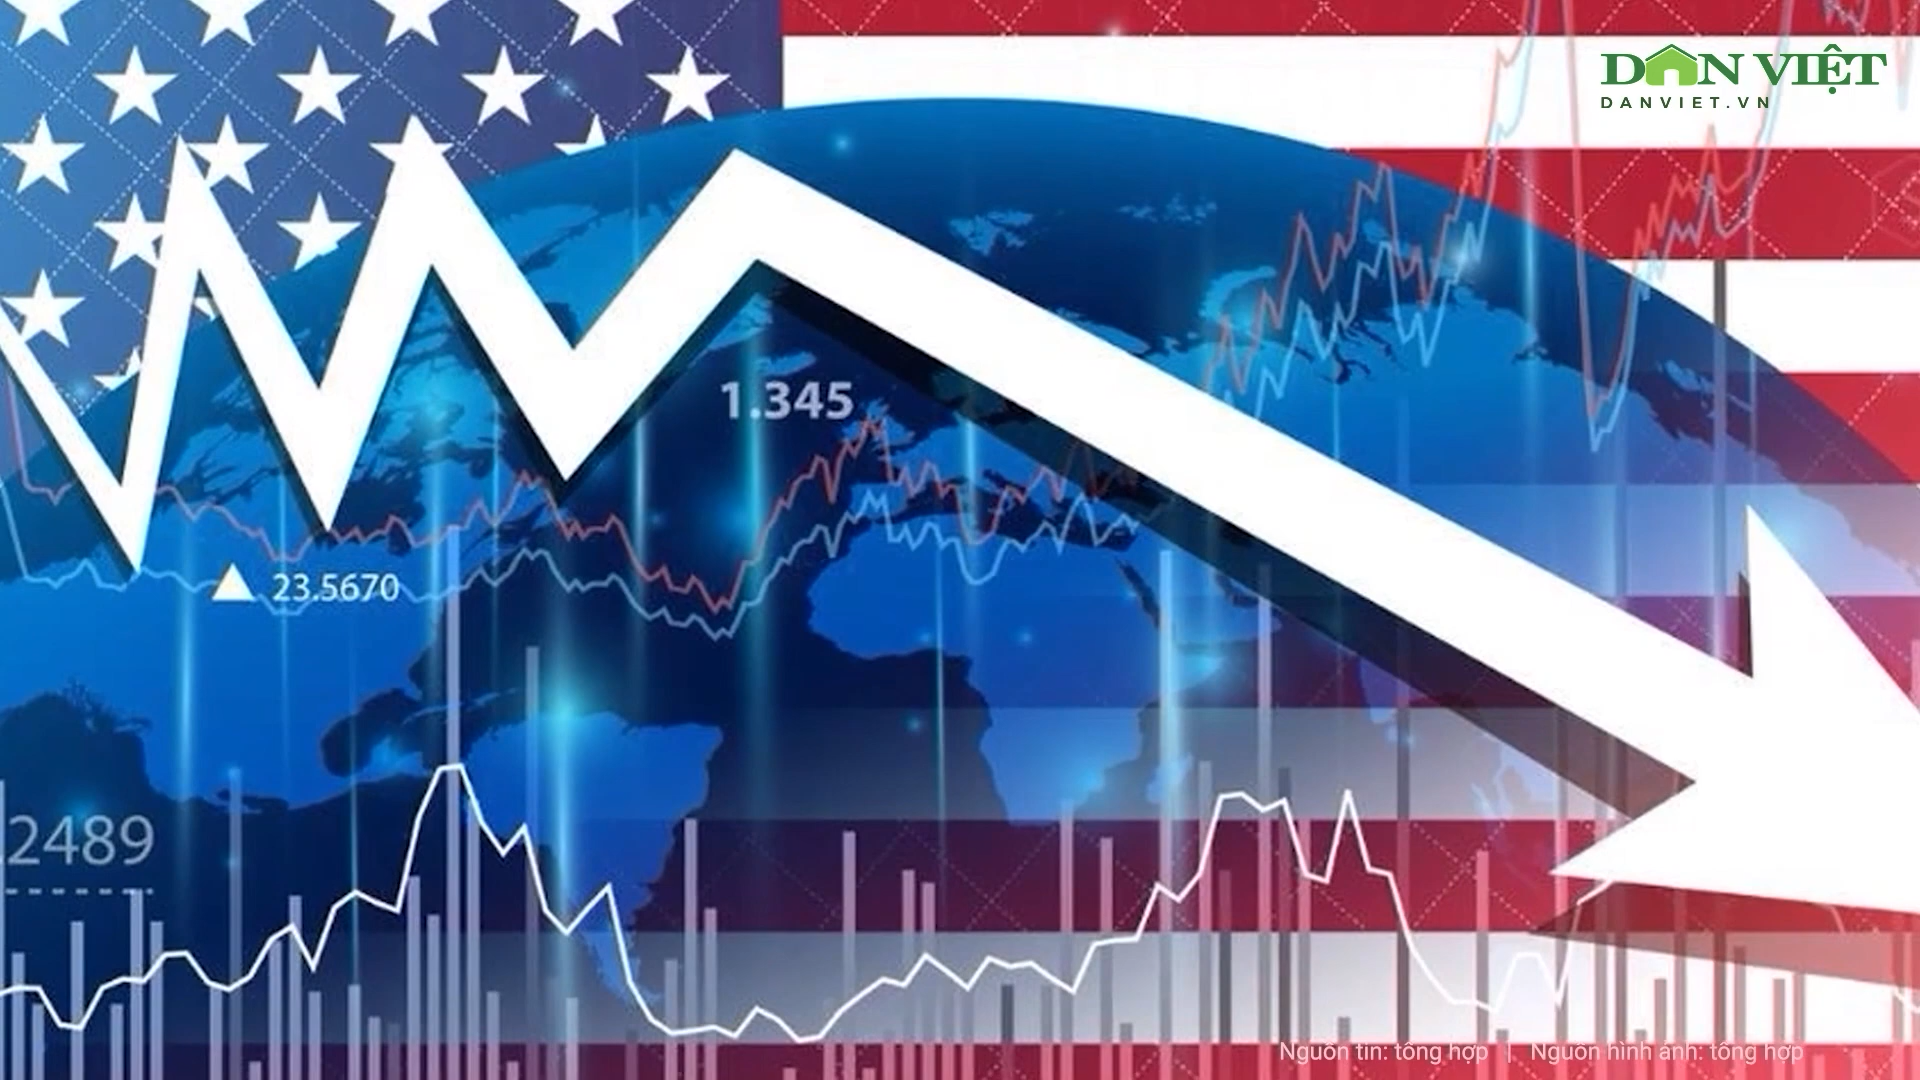 DÂN VIỆT
DANVIET.VN
1.345
23.5670
2489
Nguồn tin: tổng hợp | Nguồn hình ảnh: tổng hợp